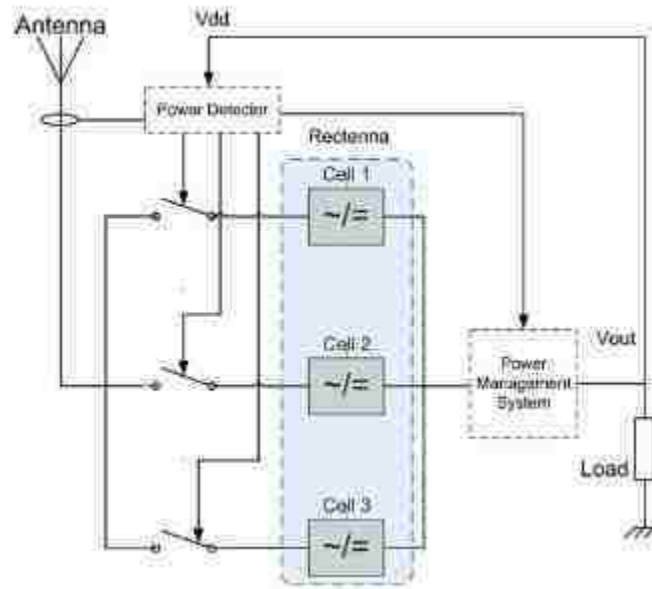 Antenna
Vdd
Power Detector
Rectenna
Cell 1
~/=
Cell 2
~/=
Vout
Power
Management
System
Load
Cell 3
~/=